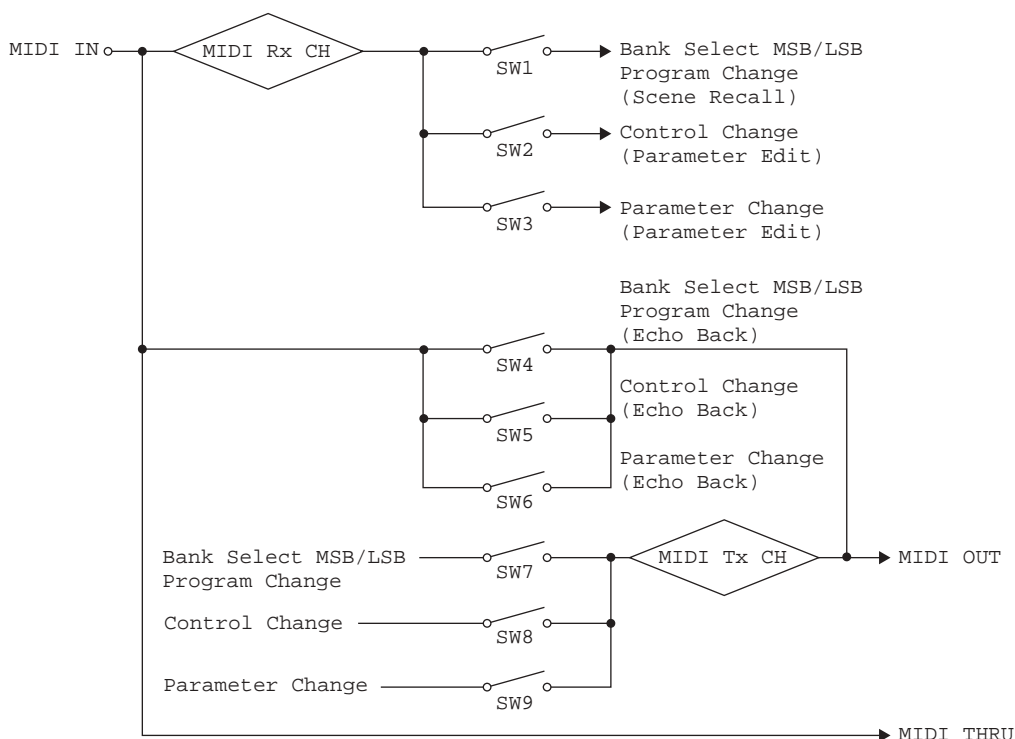 MIDI IN
MIDI Rx CH
SW1
Bank Select MSB/LSB
Program Change
(Scene Recall)
SW2
Control Change
(Parameter Edit)
SW3
Parameter Change
(Parameter Edit)
Bank Select MSB/LSB
Program Change
(Echo Back)
SW4
Control Change
(Echo Back)
SW5
Parameter Change
(Echo Back)
SW6
Bank Select MSB/LSB
Program Change
SW7
MIDI Tx CH
MIDI OUT
Control Change
SW8
Parameter Change
SW9
MIDI THRU